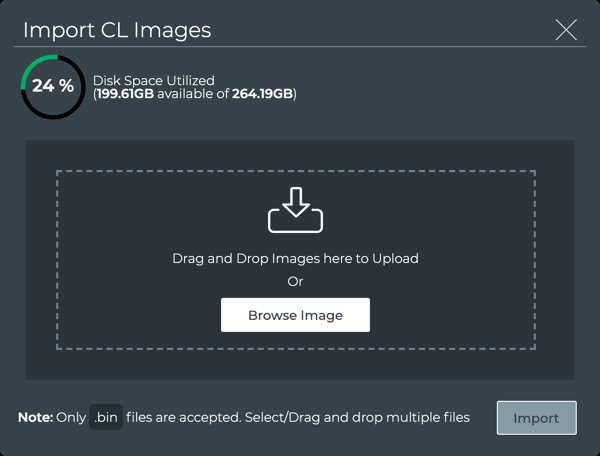 Import CL Images
24 %
Disk Space Utilized
(199.61GB available of 264.19GB)
Drag and Drop Images here to Upload
Or
Browse Image
Note: Only .bin files are accepted. Select/Drag and drop multiple files
Import